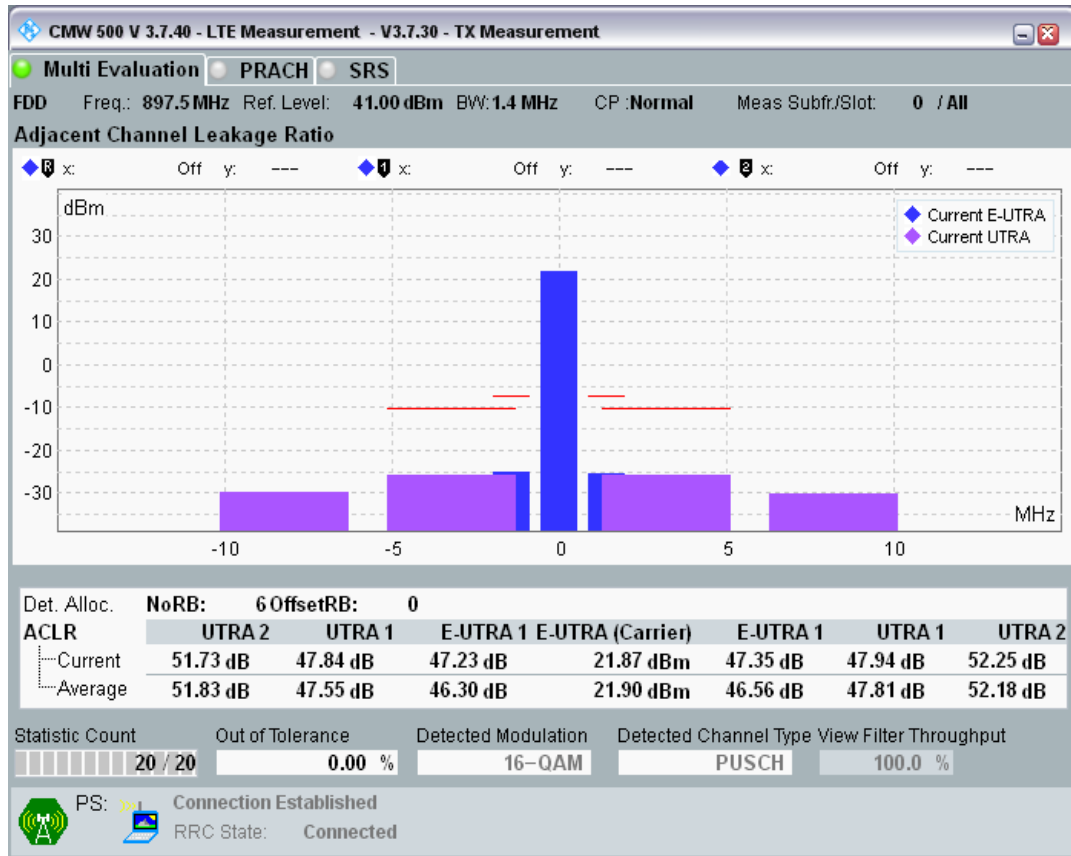 CMW 500 V 3.7.40 - LTE Measurement - V3.7.30 - TX Measurement
Multi Evaluation PRACH SRS
FDD Freq.: 897.5 MHz Ref. Level: 41.00 dBm BW: 1.4 MHz CP :Normal Meas Subfr./Slot: 0 / All
Adjacent Channel Leakage Ratio
R x: Off y: --- 1 x: Off y: --- 2 x: Off y: ---
dBm
Current E-UTRA
Current UTRA
30
20
10
0
-10
-20
-30
MHz
-10 -5 0 5 10
Det. Alloc. NoRB: 6 OffsetRB: 0
ACLR UTRA 2 UTRA 1 E-UTRA 1 E-UTRA (Carrier) E-UTRA 1 UTRA 1 UTRA 2
Current 51.73 dB 47.84 dB 47.23 dB 21.87 dBm 47.35 dB 47.94 dB 52.25 dB
Average 51.83 dB 47.55 dB 46.30 dB 21.90 dBm 46.56 dB 47.81 dB 52.18 dB
Statistic Count Out of Tolerance Detected Modulation Detected Channel Type View Filter Throughput
20 / 20 0.00 % 16-QAM PUSCH 100.0 %
PS: Connection Established
RRC State: Connected